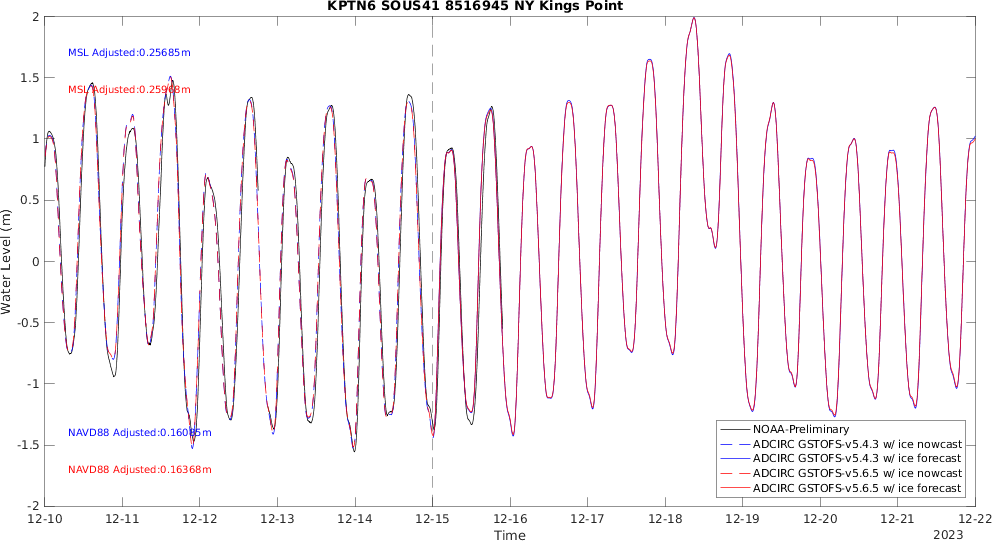 KPTN6 SOUS41 8516945 NY Kings Point
MSL Adjusted:0.25685m
MSL Adjusted:0.25968m
NAVD88 Adjusted:0.16085m
NAVD88 Adjusted:0.16368m
Water Level (m)
2
1.5
1
0.5
0
-0.5
-1
-1.5
-2
NOAA-Preliminary
ADCIRC GSTOFS-v5.4.3 w/ ice nowcast
ADCIRC GSTOFS-v5.4.3 w/ ice forecast
ADCIRC GSTOFS-v5.6.5 w/ ice nowcast
ADCIRC GSTOFS-v5.6.5 w/ ice forecast
12-10 12-11 12-12 12-13 12-14 12-15 12-16 12-17 12-18 12-19 12-20 12-21 12-22
Time
2023